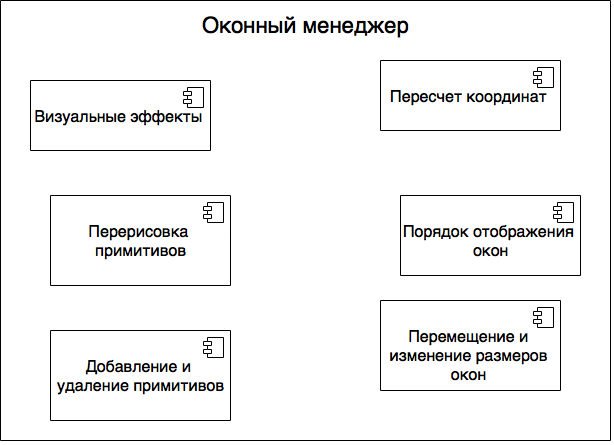 Оконный менеджер
Визуальные эффекты
Пересчет координат
Перерисовка
примитивов
Порядок отображения
окон
Добавление и
удаление примитивов
Перемещение и
изменение размеров
окон